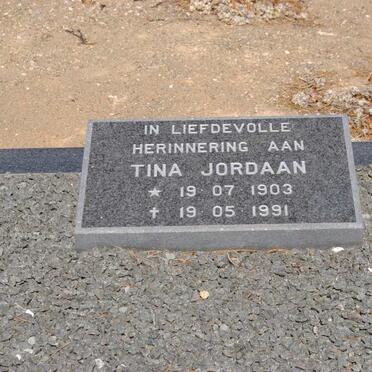 IN LIEFDEVOLLE
HERINNERING AAN
TINA JORDAAN
* 19 07 1903
✝ 19 05 1991